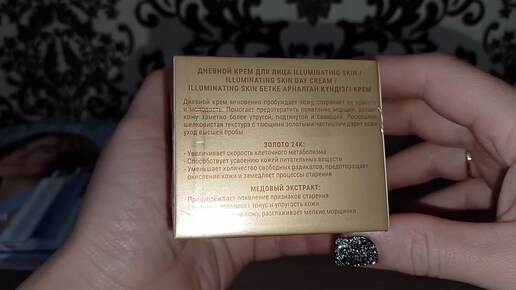 ДНЕВНОЙ КРЕМ ДЛЯ ЛИЦА ILLUMINATING SKIN /
ILLUMINATING SKIN DAY CREAM /
ILLUMINATING SKIN БЕТКЕ АРНАЛҒАН КҮНДІЗГІ КРЕМ
Дневной крем мгновенно пробуждает кожу, сохраняет ее красоту
и молодость. Помогает предотвратить появление морщин, делает
кожу заметно более упругой, подтянутой и сияющей. Роскошная
шелковистая текстура с тающими золотыми частицами дарит коже
уход высшей пробы
ЗОЛОТО 24К:
- Увеличивает скорость клеточного метаболизма
- Способствует усвоению кожей питательных веществ
- Уменьшает количество свободных радикалов, предотвращает
окисление кожи и замедляет процессы старения
МЕДОВЫЙ ЭКСТРАКТ:
- Предупреждает появление признаков старения
тонус и упругость кожи
кожу, разглаживает мелкие морщинки